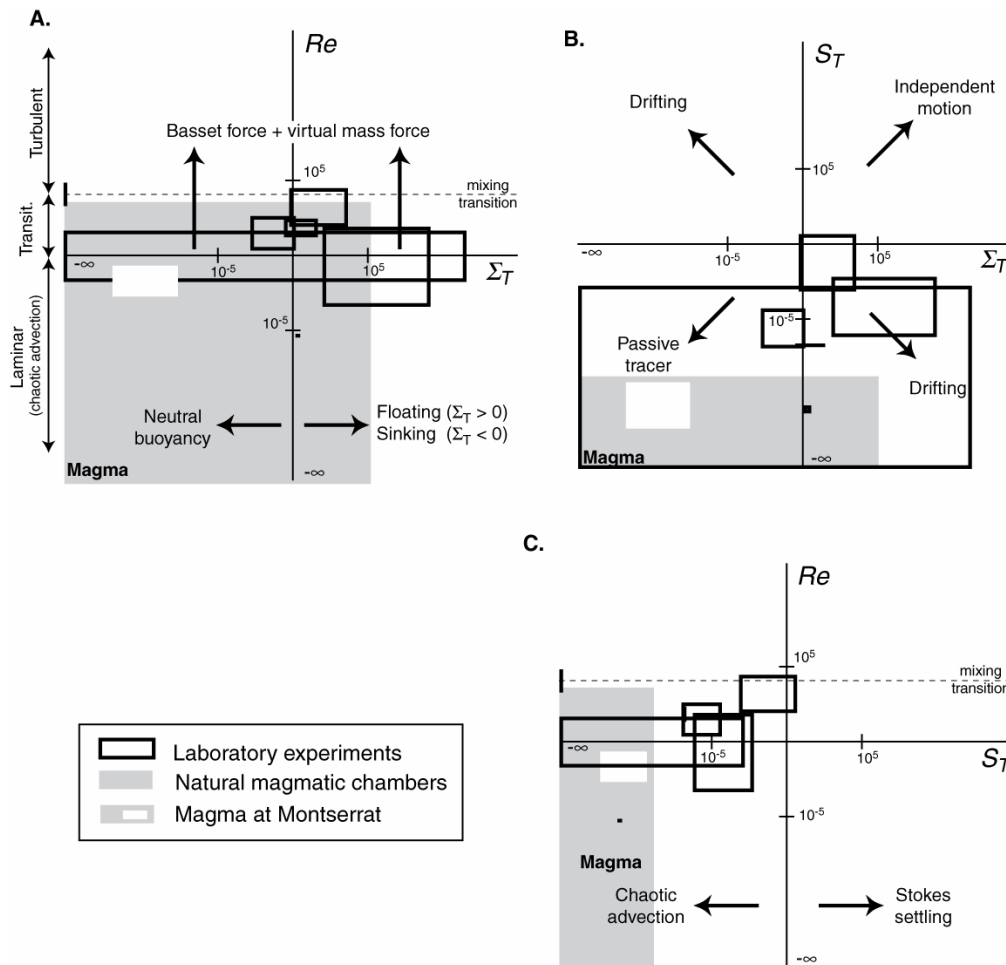 A.
Re
Turbulent
Basset force + virtual mass force
10^5
mixing
transition
Transit.
-∞
10^-5
10^5
Σ_T
Laminar
(chaotic advection)
10^-5
Neutral
buoyancy
Floating (Σ_T > 0)
Sinking (Σ_T < 0)
Magma
-∞
B.
S_T
Drifting
Independent
motion
10^5
-∞
10^-5
10^5
Σ_T
10^-5
Passive
tracer
Drifting
Magma
-∞
C.
Re
10^5
mixing
transition
-∞
10^-5
10^5
S_T
10^-5
Magma
Chaotic
advection
Stokes
settling
-∞
Laboratory experiments
Natural magmatic chambers
Magma at Montserrat